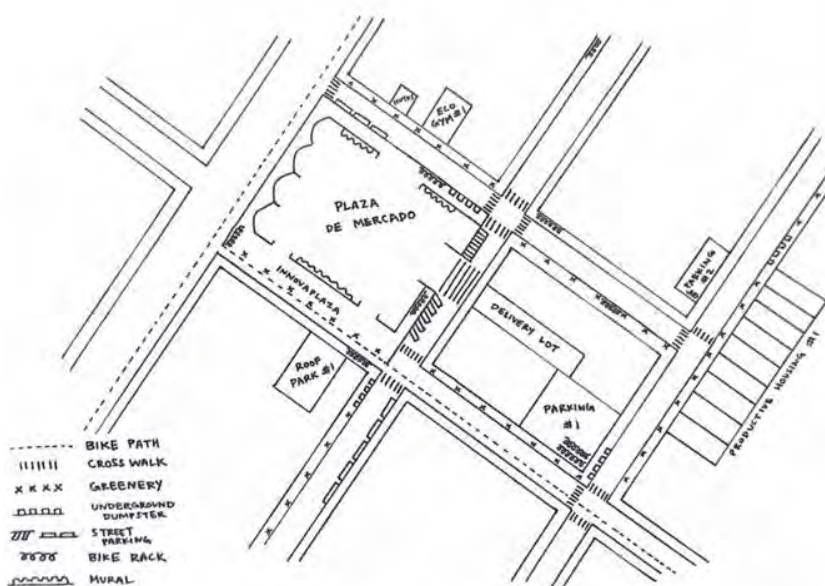 ECO
GYM #1
PLAZA
DE MERCADO
INNOVAPLAZA
PARKING
#2
DELIVERY LOT
ROOF
PARK #1
PARKING
#1
PRODUCTIVE HOUSING #1
BIKE PATH
CROSS WALK
GREENERY
UNDERGROUND
DUMPSTER
STREET
PARKING
BIKE RACK
MURAL